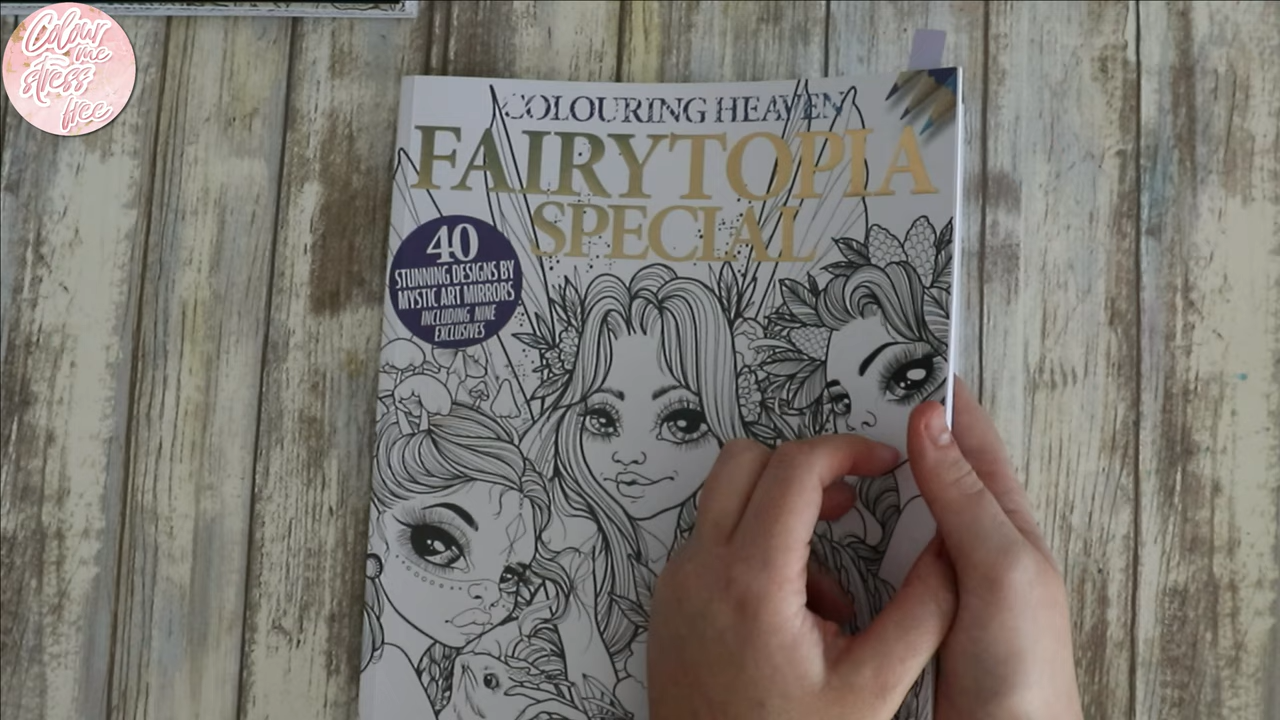 Colour
me
stress
free
COLOURING HEAVEN
FAIRYTOPIA
SPECIAL
40
STUNNING DESIGNS BY
MYSTIC ART MIRRORS
INCLUDING NINE
EXCLUSIVES